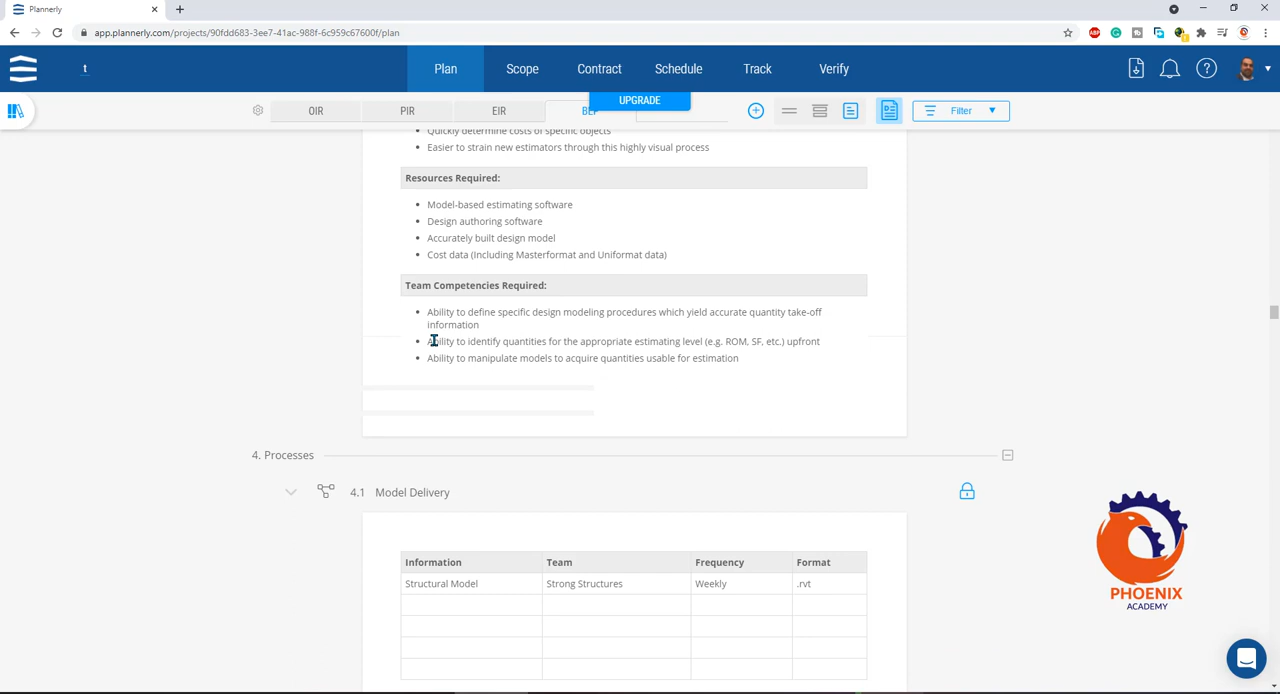 Plannerly
app.plannerly.com/projects/90fdd683-3ee7-41ac-988f-6c959c67600f/plan
t
Plan
Scope
Contract
Schedule
Track
Verify
UPGRADE
OIR
PIR
EIR
BEP
Filter
Quickly determine costs of specific objects
Easier to strain new estimators through this highly visual process
Resources Required:
Model-based estimating software
Design authoring software
Accurately built design model
Cost data (Including Masterformat and Uniformat data)
Team Competencies Required:
Ability to define specific design modeling procedures which yield accurate quantity take-off
information
Ability to identify quantities for the appropriate estimating level (e.g. ROM, SF, etc.) upfront
Ability to manipulate models to acquire quantities usable for estimation
4. Processes
4.1 Model Delivery
Information Team Frequency Format
Structural Model Strong Structures Weekly .rvt
PHOENIX
ACADEMY